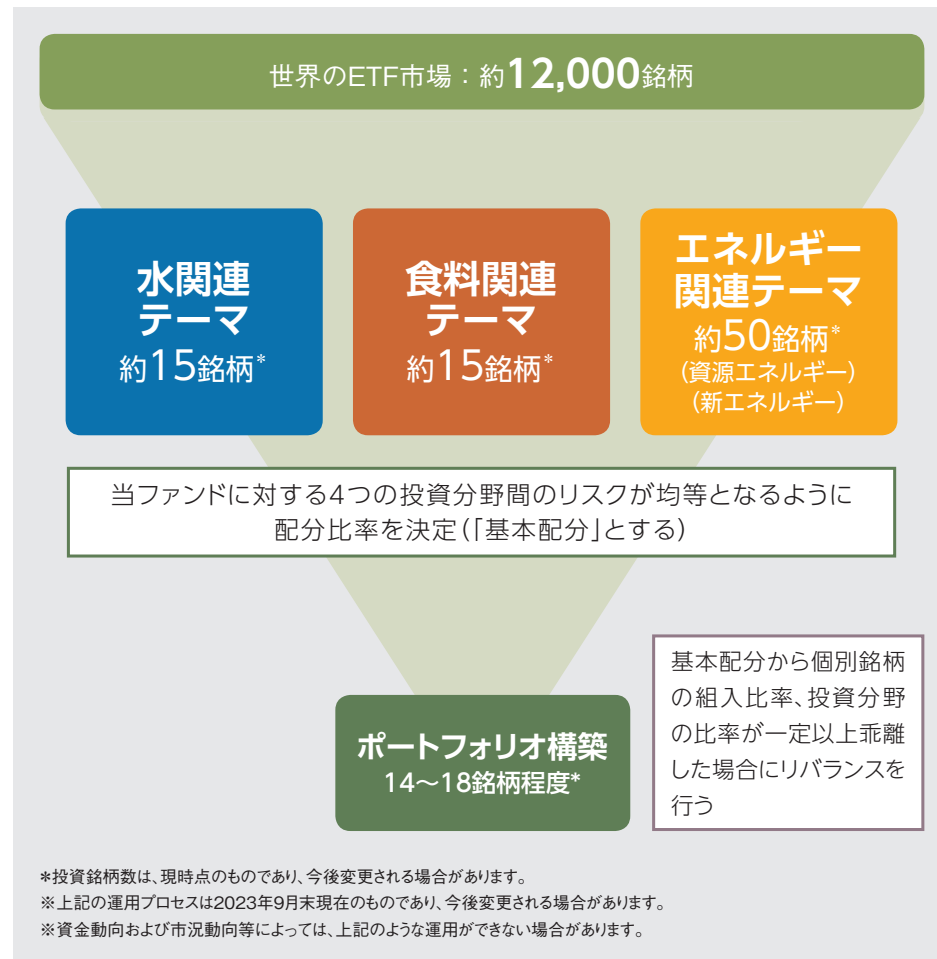 世界のETF市場：約12,000銘柄
水関連
テーマ
約15銘柄*
食料関連
テーマ
約15銘柄*
エネルギー
関連テーマ
約50銘柄*
(資源エネルギー)
(新エネルギー)
当ファンドに対する4つの投資分野間のリスクが均等となるように
配分比率を決定(「基本配分」とする)
基本配分から個別銘柄
の組入比率、投資分野
の比率が一定以上乖離
した場合にリバランスを
行う
ポートフォリオ構築
14～18銘柄程度*
*投資銘柄数は、現時点のものであり、今後変更される場合があります。
※上記の運用プロセスは2023年9月末現在のものであり、今後変更される場合があります。
※資金動向および市況動向等によっては、上記のような運用ができない場合があります。